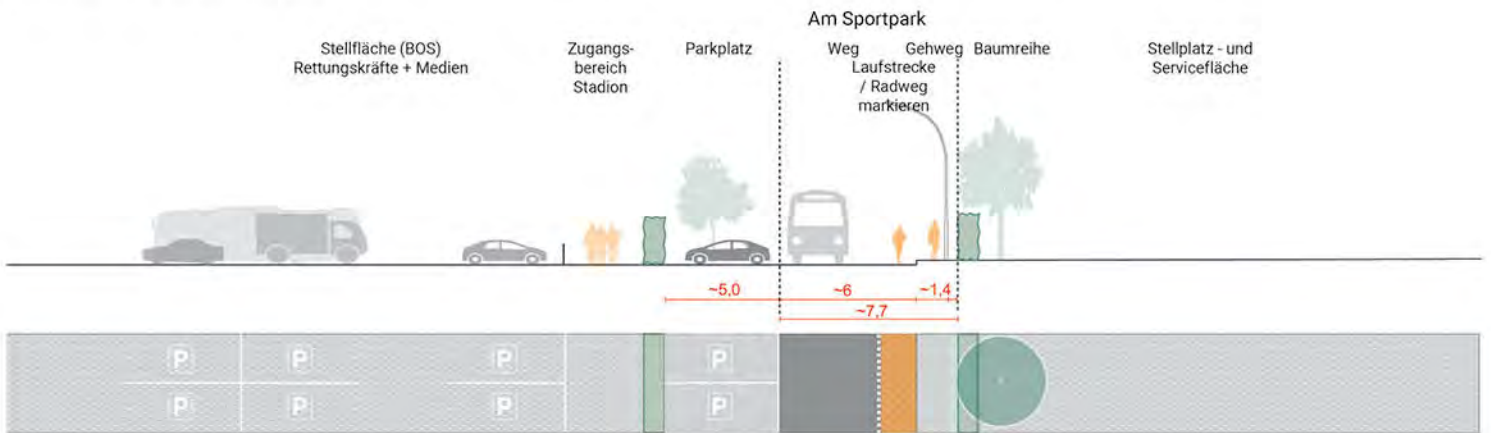 Am Sportpark
Stellfläche (BOS)
Rettungskräfte + Medien
Zugangs-
bereich
Stadion
Parkplatz
Weg
Laufstrecke
/ Radweg
markieren
Gehweg
Baumreihe
Stellplatz - und
Servicefläche
~5,0
~6
~1,4
~7,7
P
P
P
P
P
P
P
P